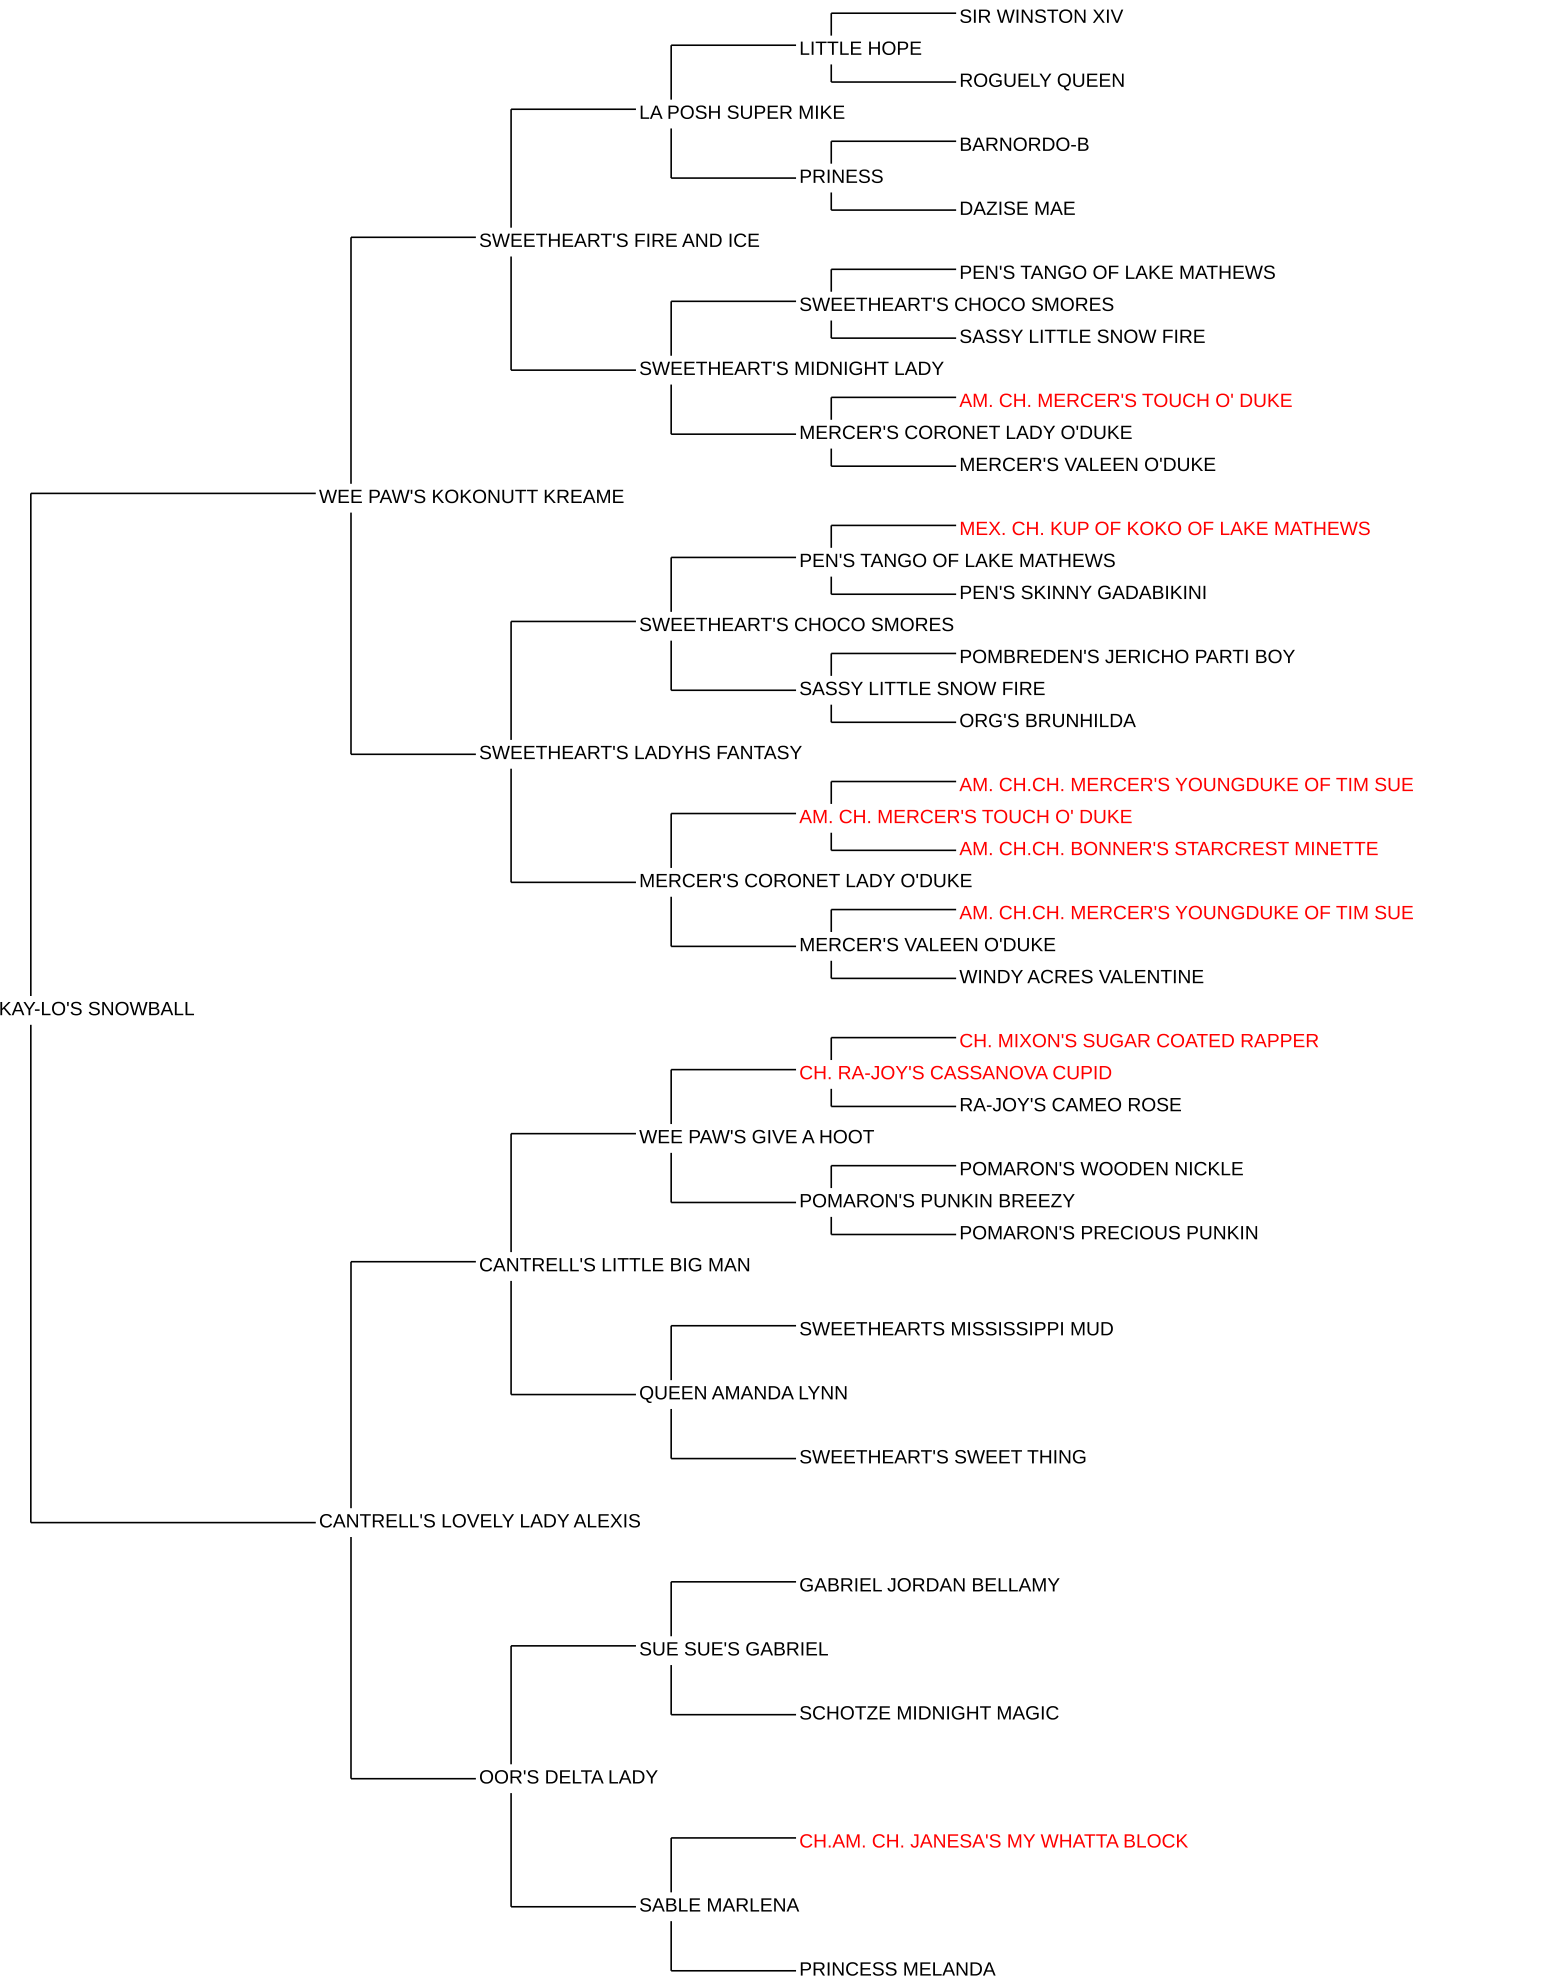 SIR WINSTON XIV
LITTLE HOPE
ROGUELY QUEEN
LA POSH SUPER MIKE
BARNORDO-B
PRINESS
DAZISE MAE
SWEETHEART'S FIRE AND ICE
PEN'S TANGO OF LAKE MATHEWS
SWEETHEART'S CHOCO SMORES
SASSY LITTLE SNOW FIRE
SWEETHEART'S MIDNIGHT LADY
AM. CH. MERCER'S TOUCH O' DUKE
MERCER'S CORONET LADY O'DUKE
MERCER'S VALEEN O'DUKE
WEE PAW'S KOKONUTT KREAME
MEX. CH. KUP OF KOKO OF LAKE MATHEWS
PEN'S TANGO OF LAKE MATHEWS
PEN'S SKINNY GADABIKINI
SWEETHEART'S CHOCO SMORES
POMBREDEN'S JERICHO PARTI BOY
SASSY LITTLE SNOW FIRE
ORG'S BRUNHILDA
SWEETHEART'S LADYHS FANTASY
AM. CH.CH. MERCER'S YOUNGDUKE OF TIM SUE
AM. CH. MERCER'S TOUCH O' DUKE
AM. CH.CH. BONNER'S STARCREST MINETTE
MERCER'S CORONET LADY O'DUKE
AM. CH.CH. MERCER'S YOUNGDUKE OF TIM SUE
MERCER'S VALEEN O'DUKE
WINDY ACRES VALENTINE
KAY-LO'S SNOWBALL
CH. MIXON'S SUGAR COATED RAPPER
CH. RA-JOY'S CASSANOVA CUPID
RA-JOY'S CAMEO ROSE
WEE PAW'S GIVE A HOOT
POMARON'S WOODEN NICKLE
POMARON'S PUNKIN BREEZY
POMARON'S PRECIOUS PUNKIN
CANTRELL'S LITTLE BIG MAN
SWEETHEARTS MISSISSIPPI MUD
QUEEN AMANDA LYNN
SWEETHEART'S SWEET THING
CANTRELL'S LOVELY LADY ALEXIS
GABRIEL JORDAN BELLAMY
SUE SUE'S GABRIEL
SCHOTZE MIDNIGHT MAGIC
OOR'S DELTA LADY
CH.AM. CH. JANESA'S MY WHATTA BLOCK
SABLE MARLENA
PRINCESS MELANDA